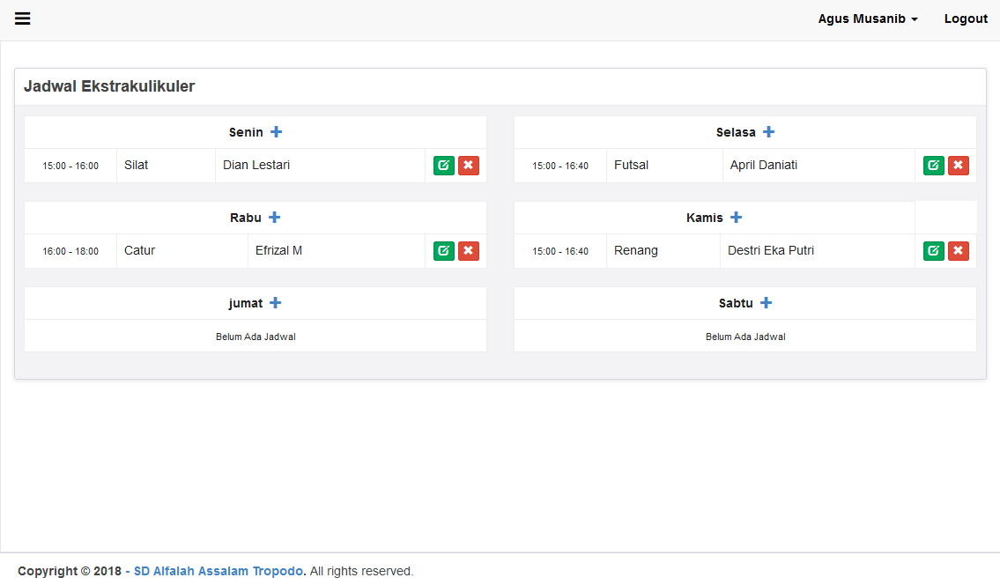 Agus Musanib Logout
Jadwal Ekstrakulikuler
Senin
15:00 - 16:00 Silat Dian Lestari
Selasa
15:00 - 16:40 Futsal April Daniati
Rabu
16:00 - 18:00 Catur Efrizal M
Kamis
15:00 - 16:40 Renang Destri Eka Putri
jumat
Belum Ada Jadwal
Sabtu
Belum Ada Jadwal
Copyright © 2018 - SD Alfalah Assalam Tropodo. All rights reserved.